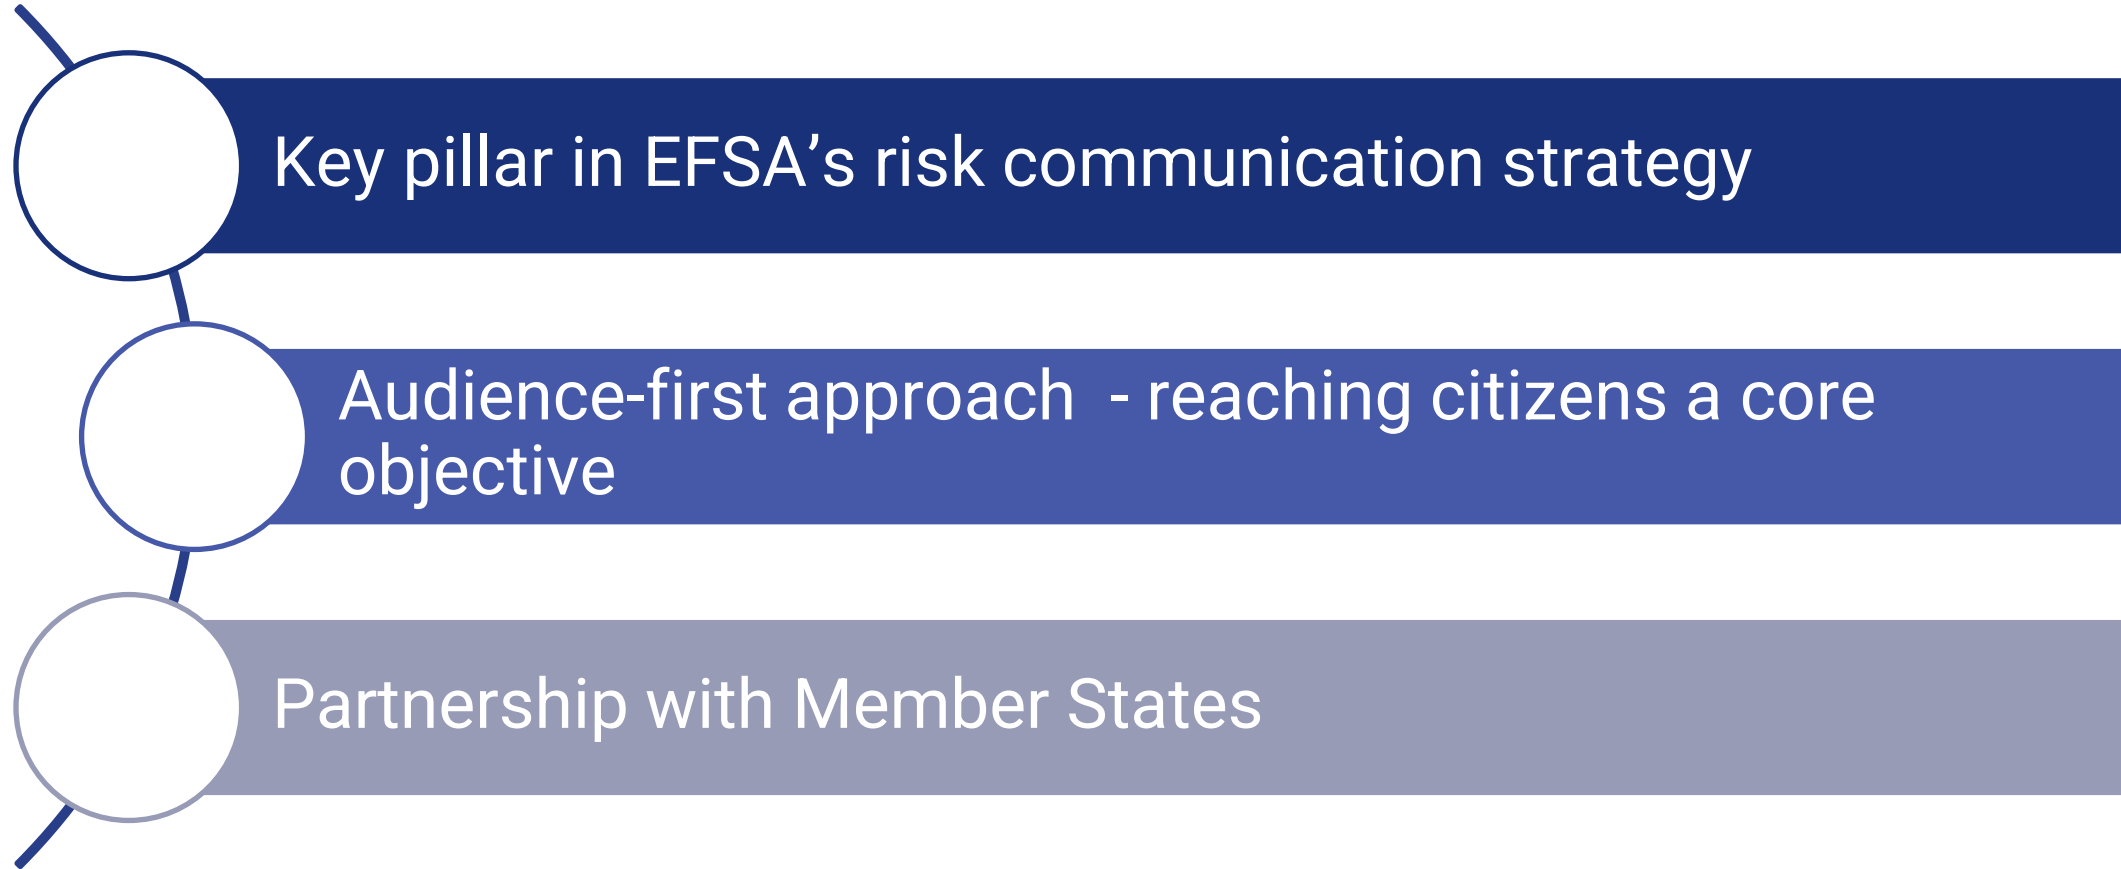 Key pillar in EFSA’s risk communication strategy
Audience-first approach  - reaching citizens a core
objective
Partnership with Member States